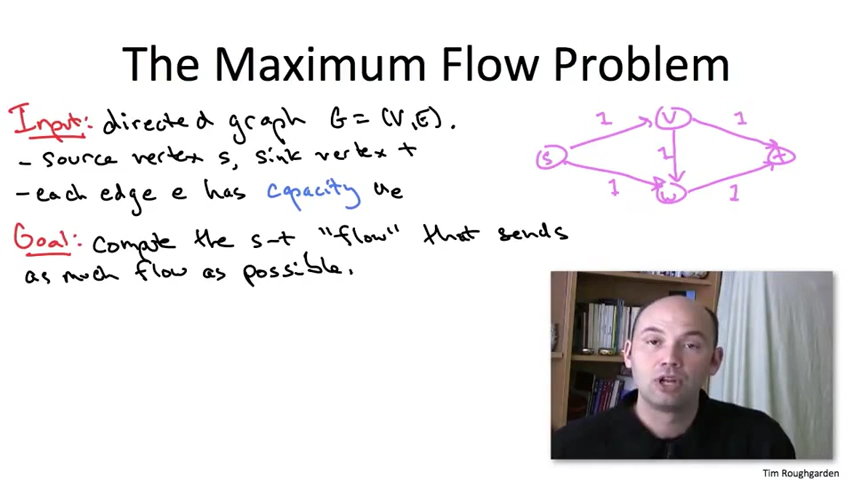 The Maximum Flow Problem
Input: directed graph G = (V,E).
- source vertex s, sink vertex t
- each edge e has capacity ue
Goal: compute the s-t "flow" that sends
as much flow as possible.
1 v 1
s 1 t
1 w 1
Tim Roughgarden